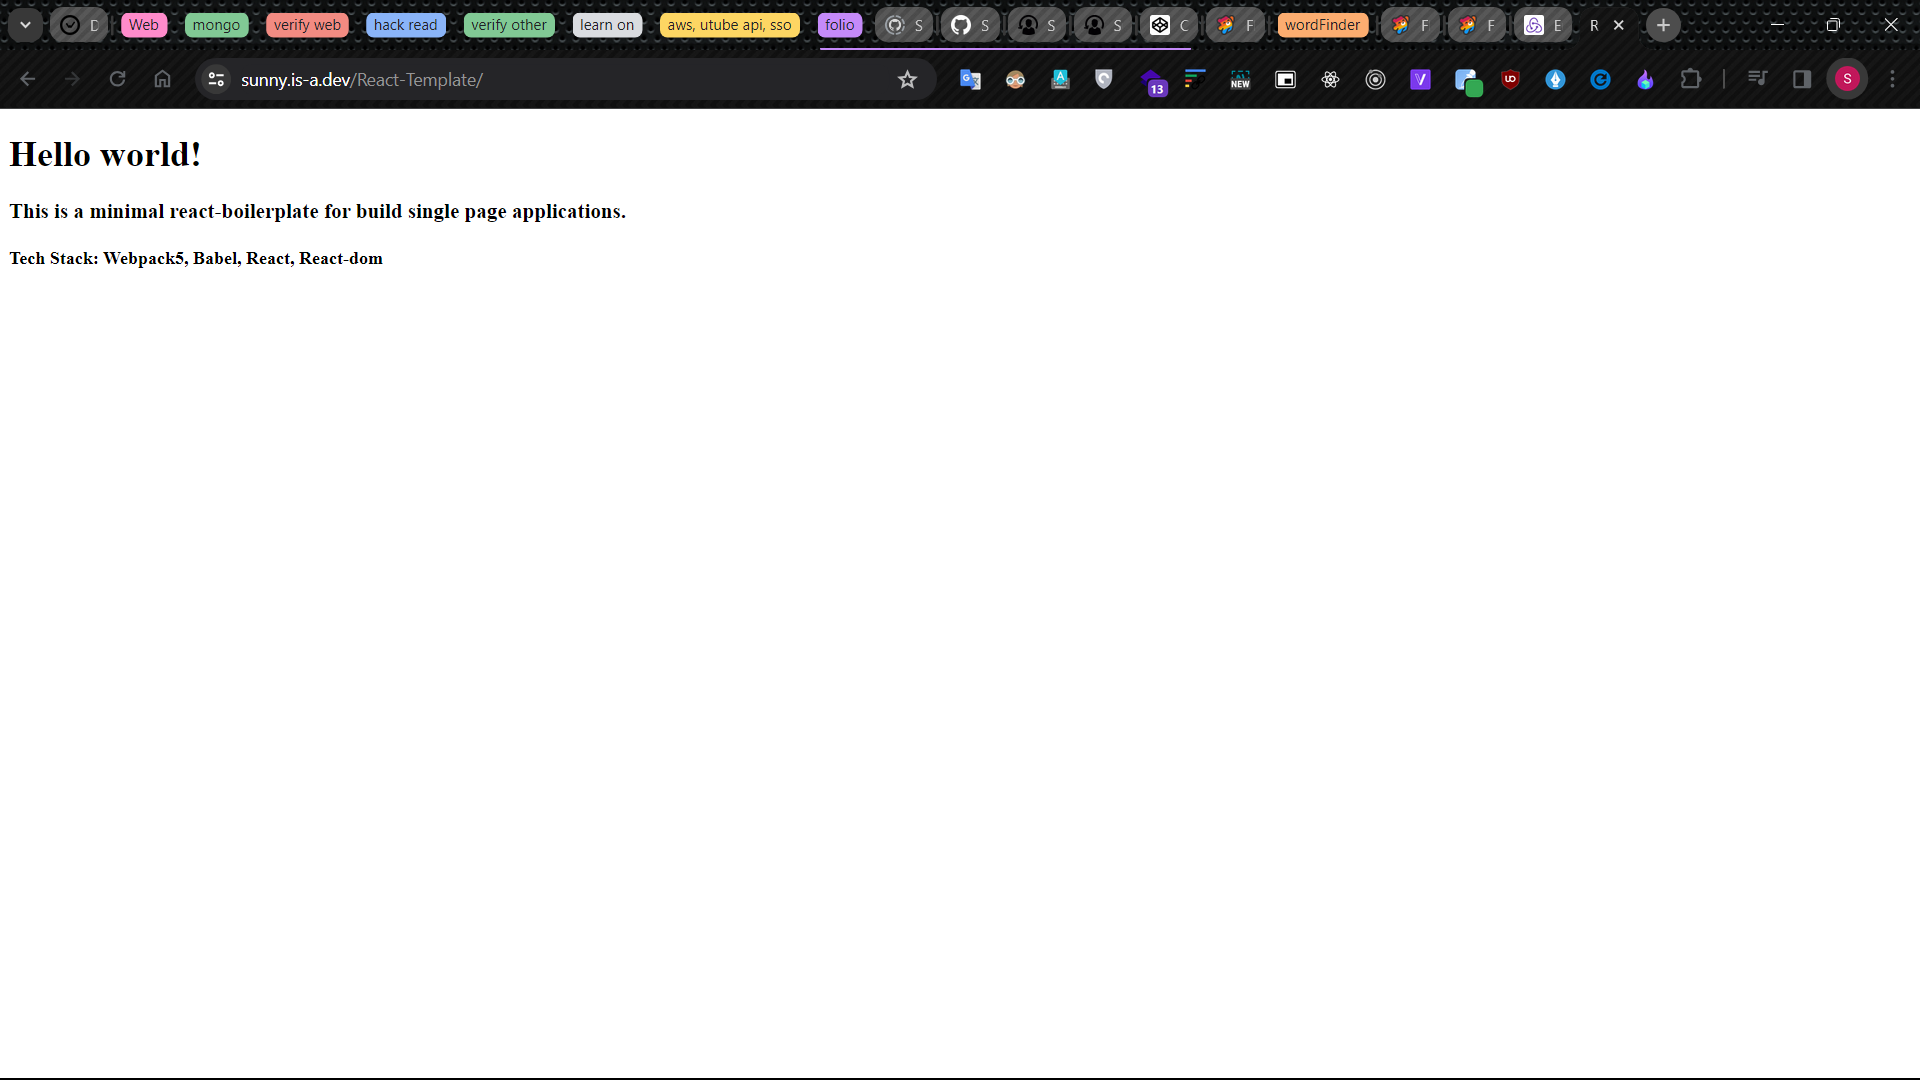 D Web mongo verify web hack read verify other learn on aws, utube api, sso folio S S S S C F wordFinder F F E R
sunny.is-a.dev/React-Template/ 13 NEW V UD S
Hello world!
This is a minimal react-boilerplate for build single page applications.
Tech Stack: Webpack5, Babel, React, React-dom